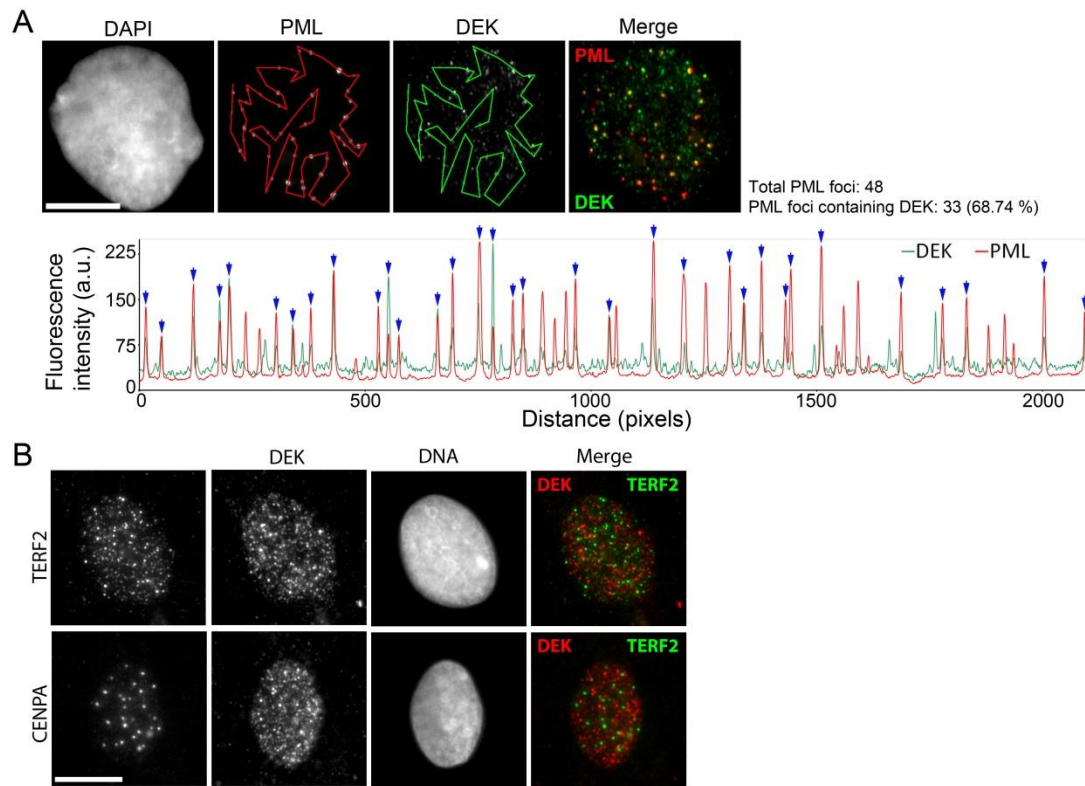 A
DAPI
PML
DEK
Merge
PML
DEK
Total PML foci: 48
PML foci containing DEK: 33 (68.74 %)
Fluorescence
intensity (a.u.)
225
150
75
0
DEK
PML
0
500
1000
1500
2000
Distance (pixels)
B
DEK
DNA
Merge
TERF2
DEK
TERF2
CENPA
DEK
TERF2